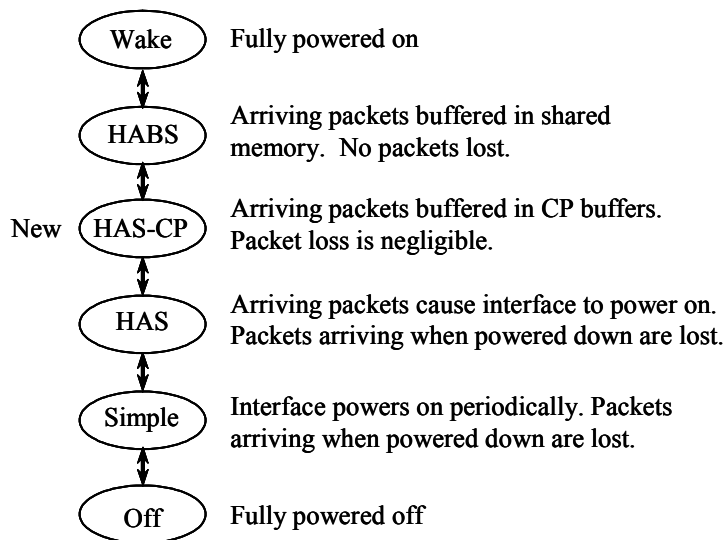 Wake
Fully powered on
HABS
Arriving packets buffered in shared
memory. No packets lost.
New
HAS-CP
Arriving packets buffered in CP buffers.
Packet loss is negligible.
HAS
Arriving packets cause interface to power on.
Packets arriving when powered down are lost.
Simple
Interface powers on periodically. Packets
arriving when powered down are lost.
Off
Fully powered off